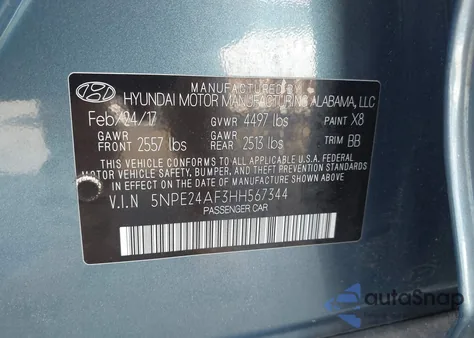 MANUFACTURED BY
HYUNDAI MOTOR MANUFACTURING ALABAMA, LLC
Feb/24/17 GVWR 4497 lbs PAINT X8
GAWR GAWR
FRONT 2557 lbs REAR 2513 lbs TRIM BB
THIS VEHICLE CONFORMS TO ALL APPLICABLE U.S.A. FEDERAL
MOTOR VEHICLE SAFETY, BUMPER, AND THEFT PREVENTION
STANDARDS IN EFFECT ON THE DATE OF MANUFACTURE SHOWN ABOVE.
V.I.N 5NPE24AF3HH567344
PASSENGER CAR
autoSnap